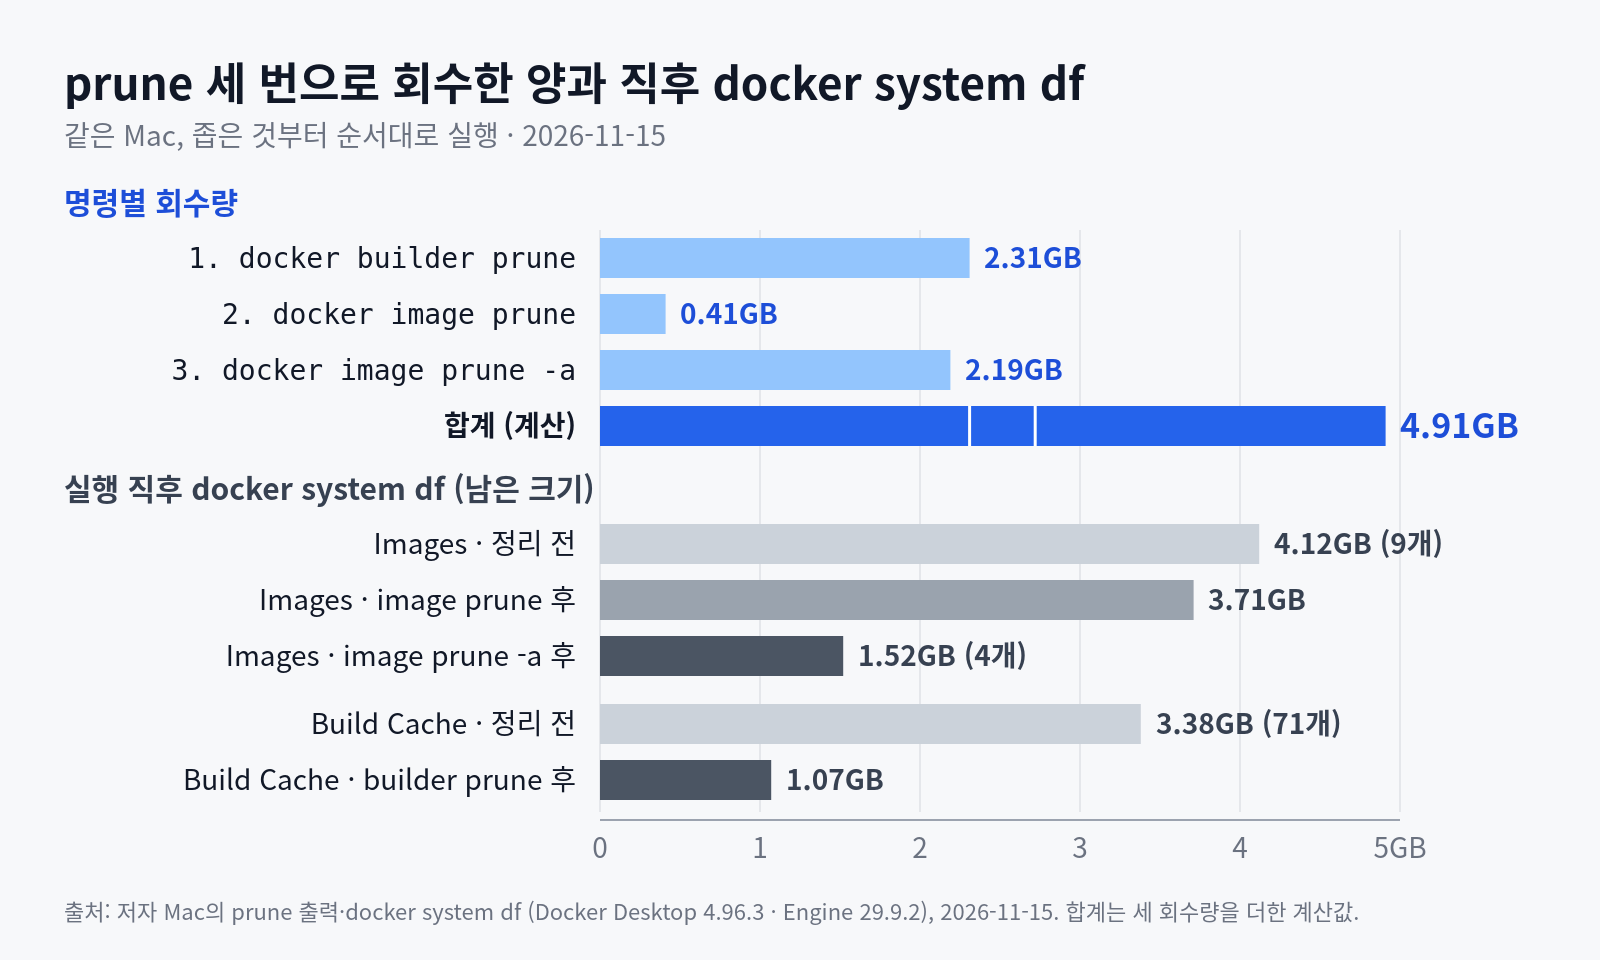 prune 세 번으로 회수한 양과 직후 docker system df
같은 Mac, 좁은 것부터 순서대로 실행 · 2026-11-15
명령별 회수량
1. docker builder prune 2.31GB
2. docker image prune 0.41GB
3. docker image prune -a 2.19GB
합계 (계산) 4.91GB
실행 직후 docker system df (남은 크기)
Images · 정리 전 4.12GB (9개)
Images · image prune 후 3.71GB
Images · image prune -a 후 1.52GB (4개)
Build Cache · 정리 전 3.38GB (71개)
Build Cache · builder prune 후 1.07GB
0 1 2 3 4 5GB
출처: 저자 Mac의 prune 출력·docker system df (Docker Desktop 4.96.3 · Engine 29.9.2), 2026-11-15. 합계는 세 회수량을 더한 계산값.